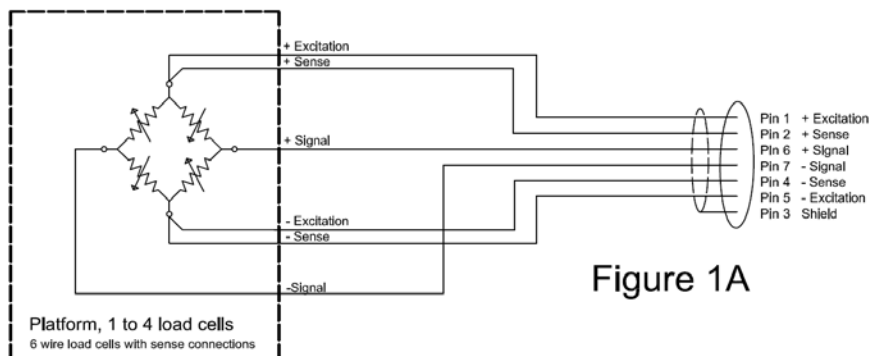 + Excitation
+ Sense
+ Signal
- Excitation
- Sense
-Signal
Pin 1 + Excitation
Pin 2 + Sense
Pin 6 + Signal
Pin 7 - Signal
Pin 4 - Sense
Pin 5 - Excitation
Pin 3 Shield
Figure 1A
Platform, 1 to 4 load cells
6 wire load cells with sense connections